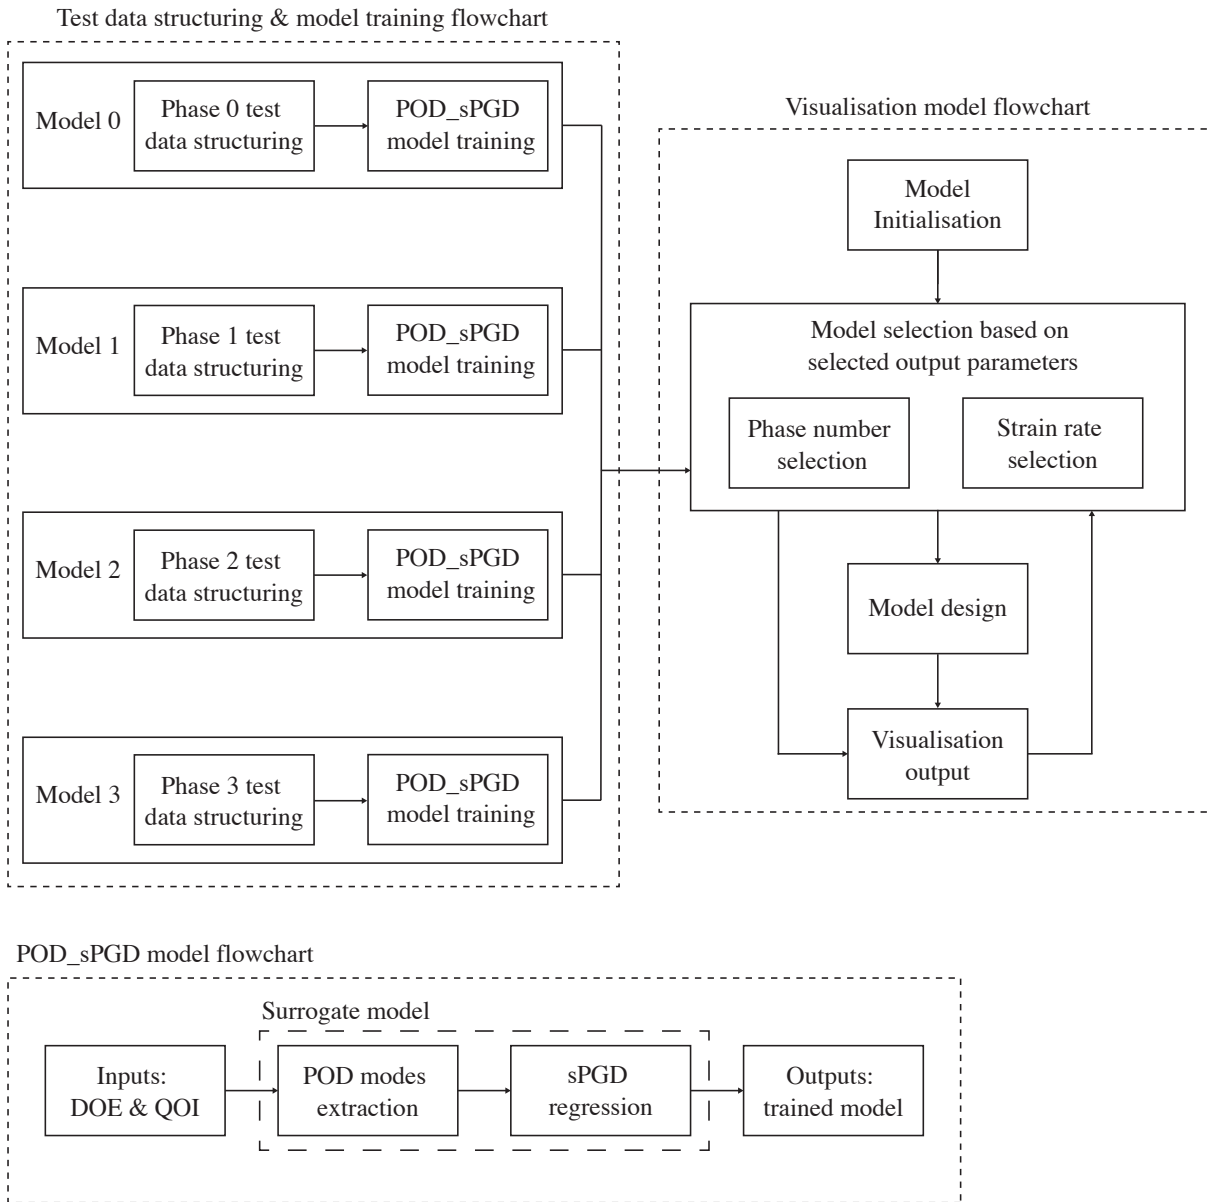 Test data structuring & model training flowchart
Model 0
Phase 0 test
data structuring
POD_sPGD
model training
Model 1
Phase 1 test
data structuring
POD_sPGD
model training
Model 2
Phase 2 test
data structuring
POD_sPGD
model training
Model 3
Phase 3 test
data structuring
POD_sPGD
model training
Visualisation model flowchart
Model
Initialisation
Model selection based on
selected output parameters
Phase number
selection
Strain rate
selection
Model design
Visualisation
output
POD_sPGD model flowchart
Surrogate model
Inputs:
DOE & QOI
POD modes
extraction
sPGD
regression
Outputs:
trained model